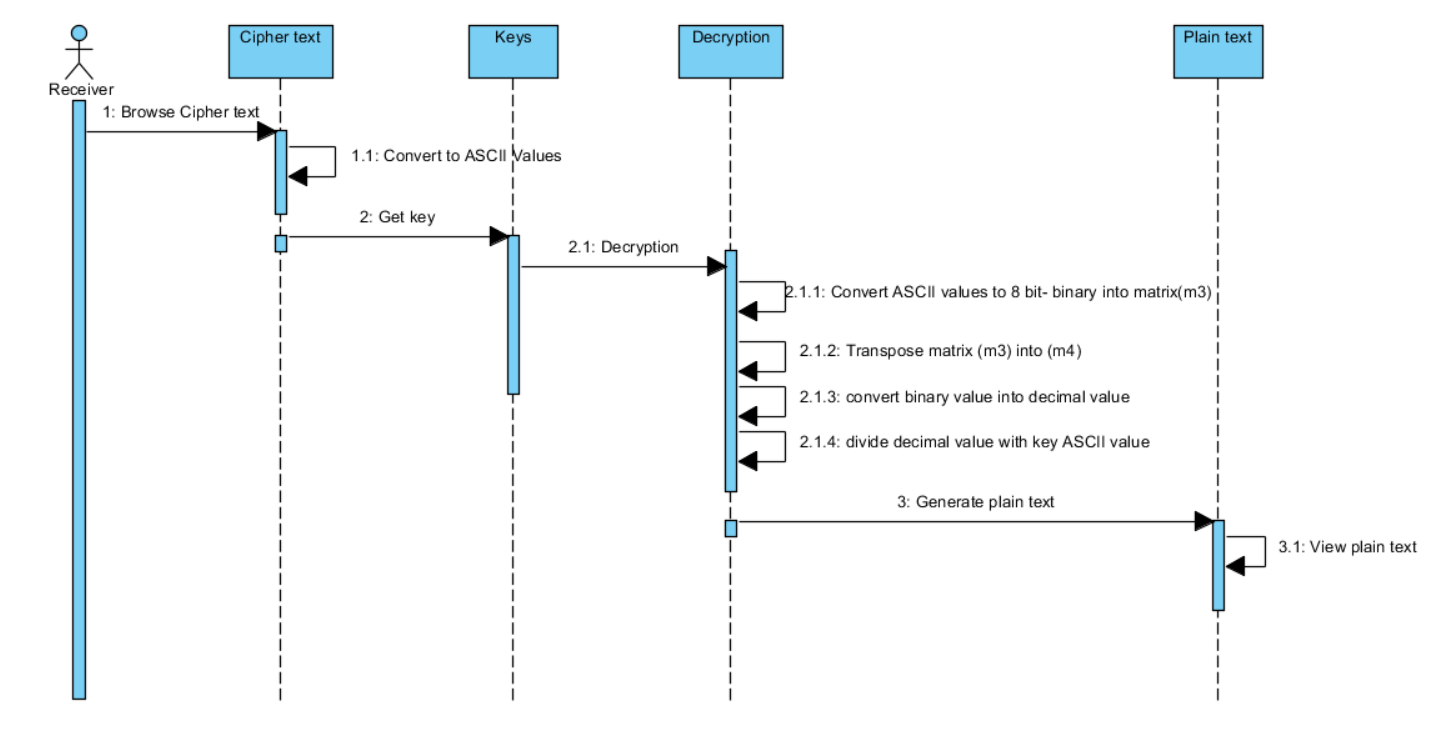 Cipher text
Keys
Decryption
Plain text
Receiver
1: Browse Cipher text
1.1: Convert to ASCII Values
2: Get key
2.1: Decryption
2.1.1: Convert ASCII values to 8 bit- binary into matrix(m3)
2.1.2: Transpose matrix (m3) into (m4)
2.1.3: convert binary value into decimal value
2.1.4: divide decimal value with key ASCII value
3: Generate plain text
3.1: View plain text